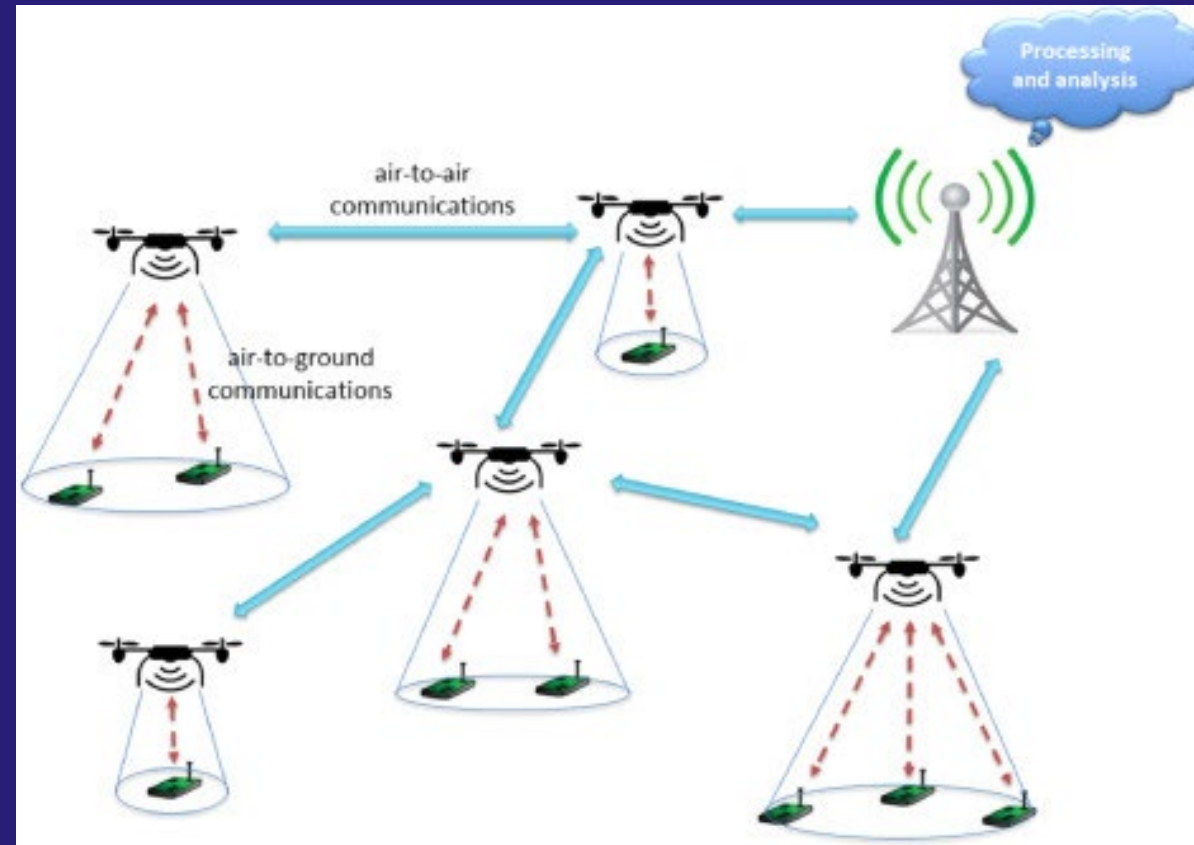 Processing
and analysis
air-to-air
communications
air-to-ground
communications